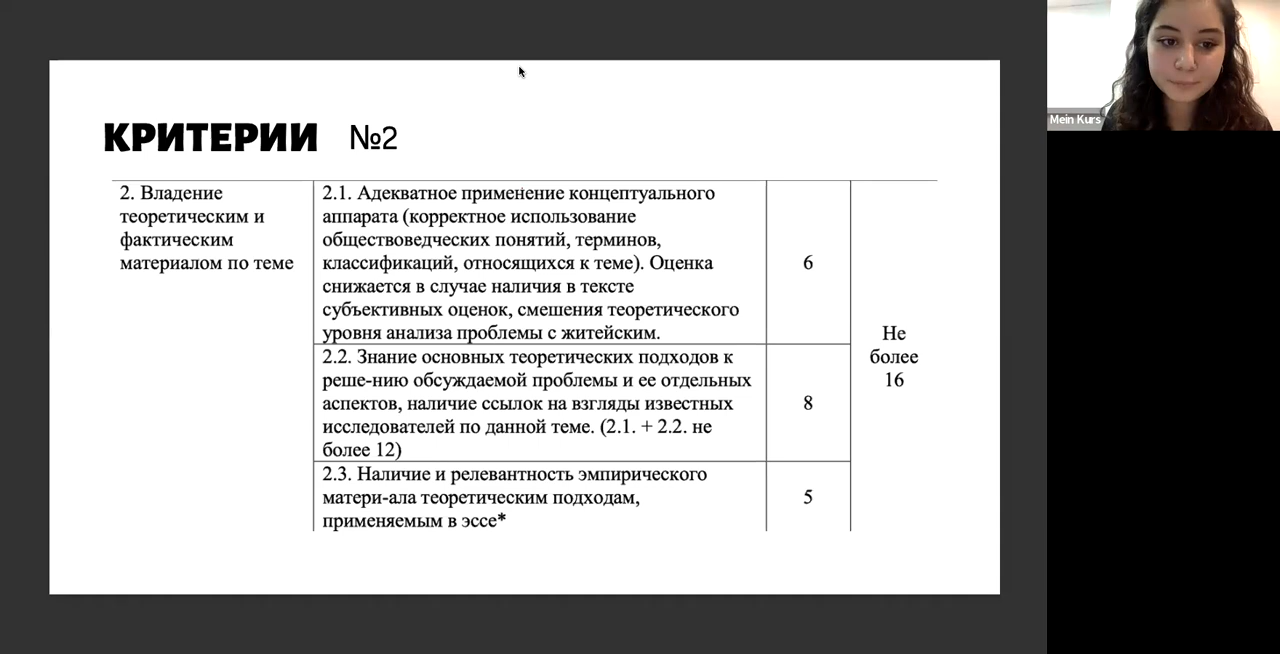 КРИТЕРИИ №2
2. Владение
теоретическим и
фактическим
материалом по теме
2.1. Адекватное применение концептуального
аппарата (корректное использование
обществоведческих понятий, терминов,
классификаций, относящихся к теме). Оценка
снижается в случае наличия в тексте
субъективных оценок, смешения теоретического
уровня анализа проблемы с житейским.
6
2.2. Знание основных теоретических подходов к
реше-нию обсуждаемой проблемы и ее отдельных
аспектов, наличие ссылок на взгляды известных
исследователей по данной теме. (2.1. + 2.2. не
более 12)
8
2.3. Наличие и релевантность эмпирического
матери-ала теоретическим подходам,
применяемым в эссе*
5
Не
более
16
Mein Kurs